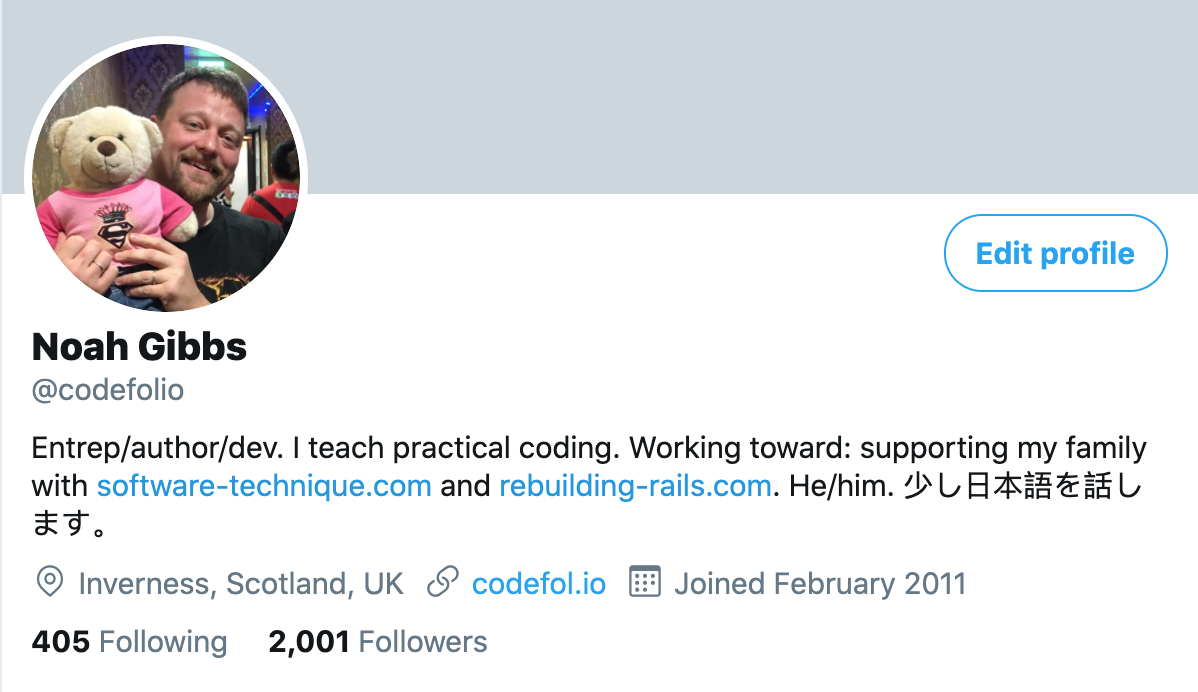 Edit profile
Noah Gibbs
@codefolio
Entrep/author/dev. I teach practical coding. Working toward: supporting my family
with software-technique.com and rebuilding-rails.com. He/him. 少し日本語を話し
ます。
Inverness, Scotland, UK codefol.io Joined February 2011
405 Following 2,001 Followers